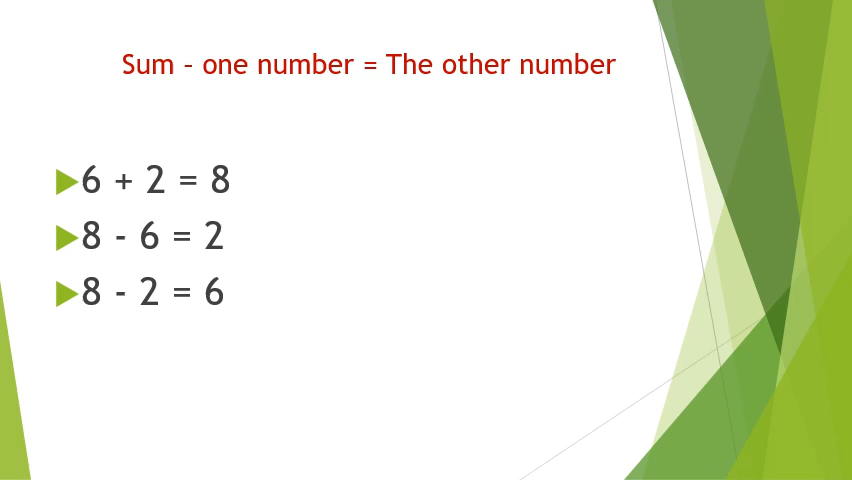 Sum – one number = The other number
6 + 2 = 8
8 - 6 = 2
8 - 2 = 6